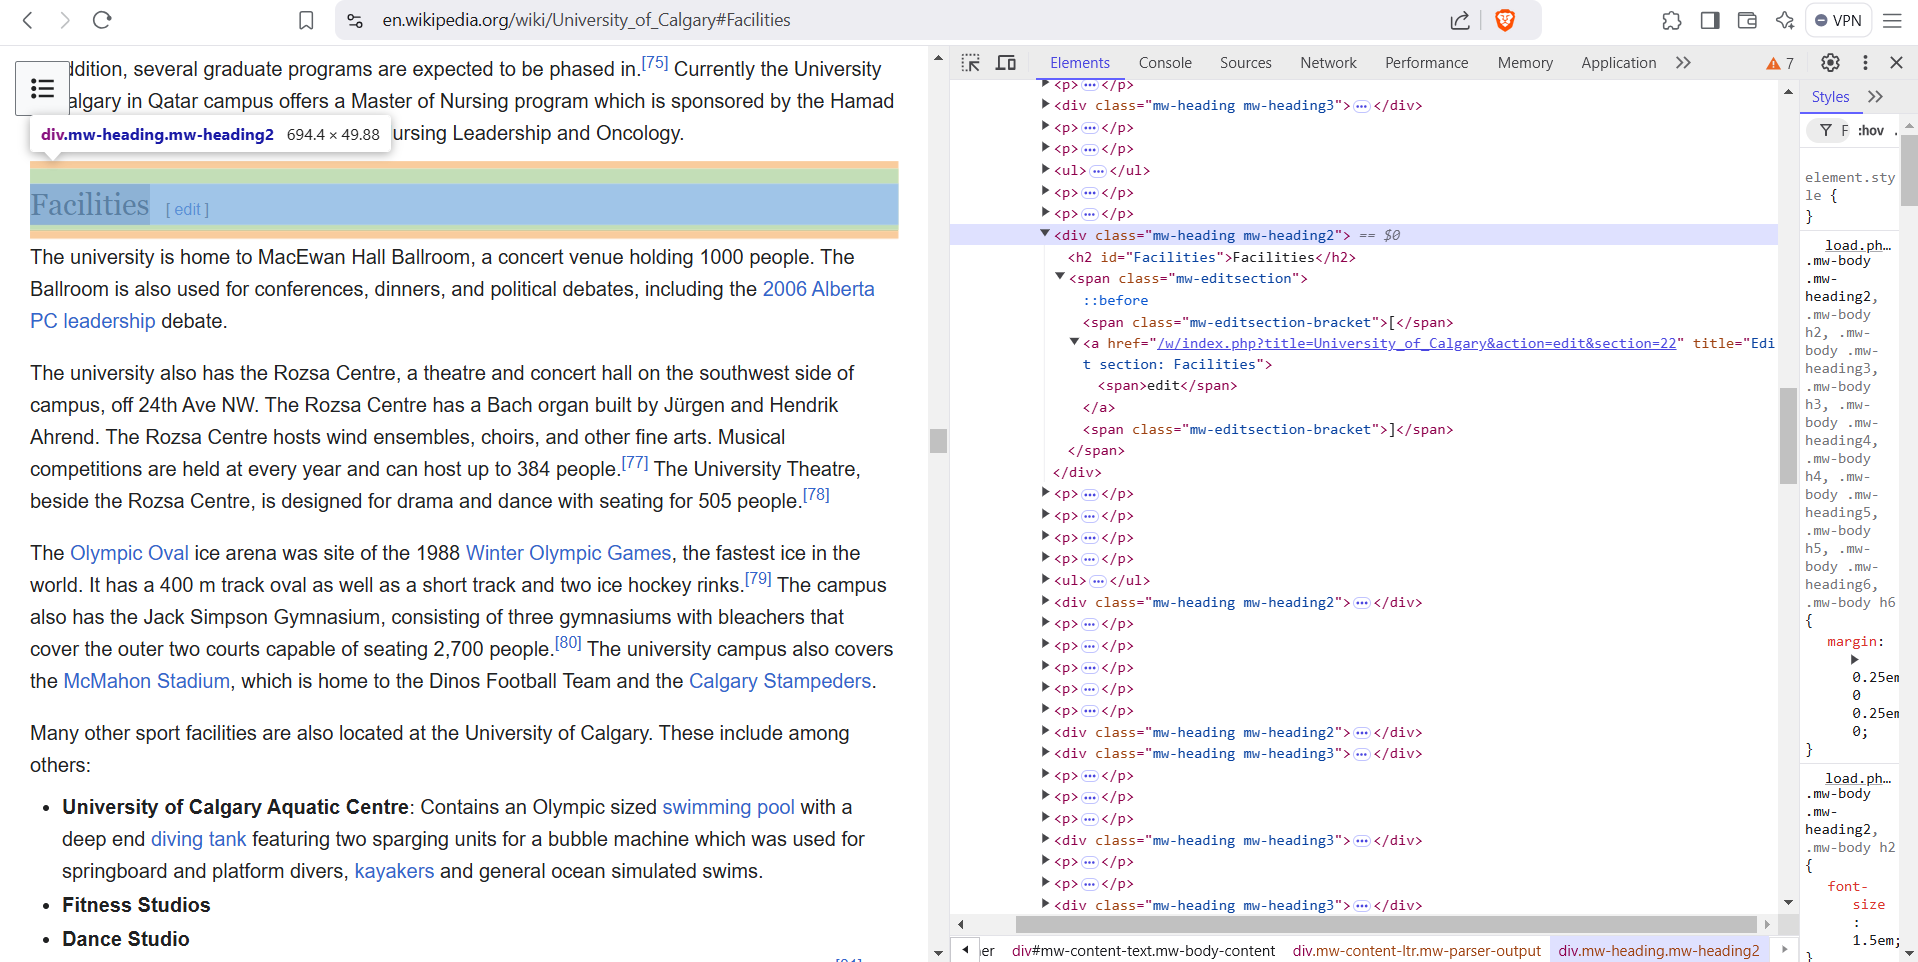 en.wikipedia.org/wiki/University_of_Calgary#Facilities
VPN
ddition, several graduate programs are expected to be phased in.[75] Currently the University
algary in Qatar campus offers a Master of Nursing program which is sponsored by the Hamad
ursing Leadership and Oncology.
div.mw-heading.mw-heading2 694.4 × 49.88
Facilities [ edit ]
The university is home to MacEwan Hall Ballroom, a concert venue holding 1000 people. The
Ballroom is also used for conferences, dinners, and political debates, including the 2006 Alberta
PC leadership debate.
The university also has the Rozsa Centre, a theatre and concert hall on the southwest side of
campus, off 24th Ave NW. The Rozsa Centre has a Bach organ built by Jürgen and Hendrik
Ahrend. The Rozsa Centre hosts wind ensembles, choirs, and other fine arts. Musical
competitions are held at every year and can host up to 384 people.[77] The University Theatre,
beside the Rozsa Centre, is designed for drama and dance with seating for 505 people.[78]
The Olympic Oval ice arena was site of the 1988 Winter Olympic Games, the fastest ice in the
world. It has a 400 m track oval as well as a short track and two ice hockey rinks.[79] The campus
also has the Jack Simpson Gymnasium, consisting of three gymnasiums with bleachers that
cover the outer two courts capable of seating 2,700 people.[80] The university campus also covers
the McMahon Stadium, which is home to the Dinos Football Team and the Calgary Stampeders.
Many other sport facilities are also located at the University of Calgary. These include among
others:
• University of Calgary Aquatic Centre: Contains an Olympic sized swimming pool with a
deep end diving tank featuring two sparging units for a bubble machine which was used for
springboard and platform divers, kayakers and general ocean simulated swims.
• Fitness Studios
• Dance Studio
Elements Console Sources Network Performance Memory Application 7
<p> ··· </p>
<div class="mw-heading mw-heading3"> ··· </div>
<p> ··· </p>
<p> ··· </p>
<ul> ··· </ul>
<p> ··· </p>
<p> ··· </p>
<div class="mw-heading mw-heading2"> == $0
<h2 id="Facilities">Facilities</h2>
<span class="mw-editsection">
::before
<span class="mw-editsection-bracket">[</span>
<a href="/w/index.php?title=University_of_Calgary&action=edit&section=22" title="Edi
t section: Facilities">
<span>edit</span>
</a>
<span class="mw-editsection-bracket">]</span>
</span>
</div>
<p> ··· </p>
<p> ··· </p>
<p> ··· </p>
<p> ··· </p>
<ul> ··· </ul>
<div class="mw-heading mw-heading2"> ··· </div>
<p> ··· </p>
<p> ··· </p>
<p> ··· </p>
<p> ··· </p>
<p> ··· </p>
<div class="mw-heading mw-heading2"> ··· </div>
<div class="mw-heading mw-heading3"> ··· </div>
<p> ··· </p>
<p> ··· </p>
<p> ··· </p>
<div class="mw-heading mw-heading3"> ··· </div>
<p> ··· </p>
<p> ··· </p>
<div class="mw-heading mw-heading3"> ··· </div>
er div#mw-content-text.mw-body-content div.mw-content-ltr.mw-parser-output div.mw-heading.mw-heading2
Styles
F :hov .
element.sty
le {
}
load.ph…
.mw-body
.mw-
heading2,
.mw-body
h2, .mw-
body .mw-
heading3,
.mw-body
h3, .mw-
body .mw-
heading4,
.mw-body
h4, .mw-
body .mw-
heading5,
.mw-body
h5, .mw-
body .mw-
heading6,
.mw-body h6
{
margin:
0.25em
0
0.25em
0;
}
load.ph…
.mw-body
.mw-
heading2,
.mw-body h2
{
font-
size
:
1.5em;
}